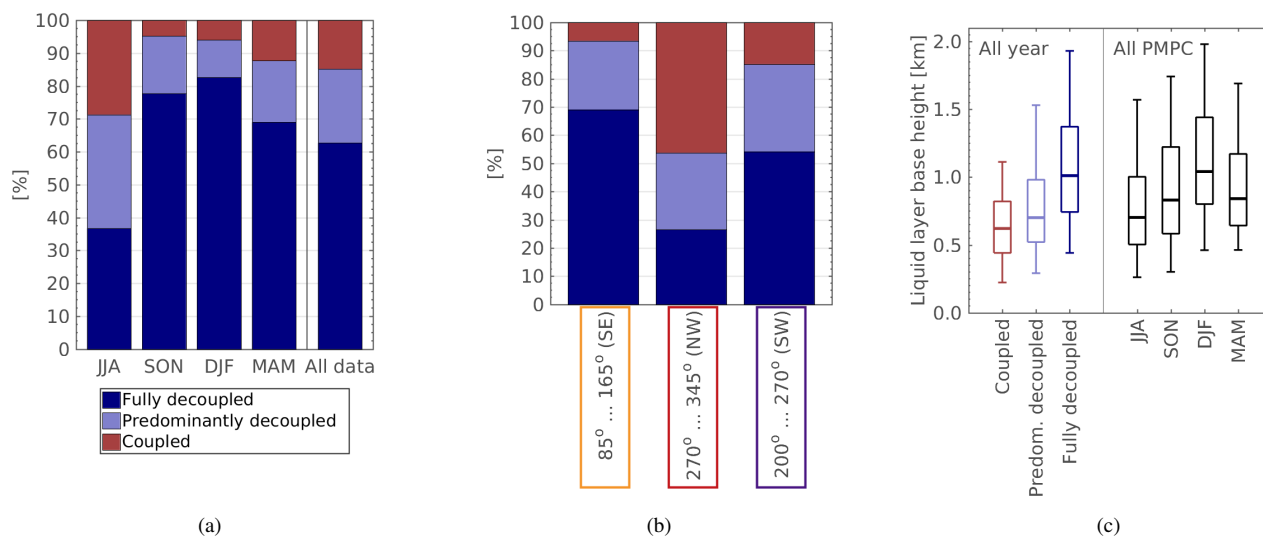 100
90
80
70
60
50
40
30
20
10
0
[%]
JJA SON DJF MAM All data
Fully decoupled
Predominantly decoupled
Coupled
(a)
100
90
80
70
60
50
40
30
20
10
0
[%]
85° ... 165° (SE)
270° ... 345° (NW)
200° ... 270° (SW)
(b)
Liquid layer base height [km]
2.0
1.5
1.0
0.5
0.0
All year
All PMPC
Coupled
Predom. decoupled
Fully decoupled
JJA
SON
DJF
MAM
(c)